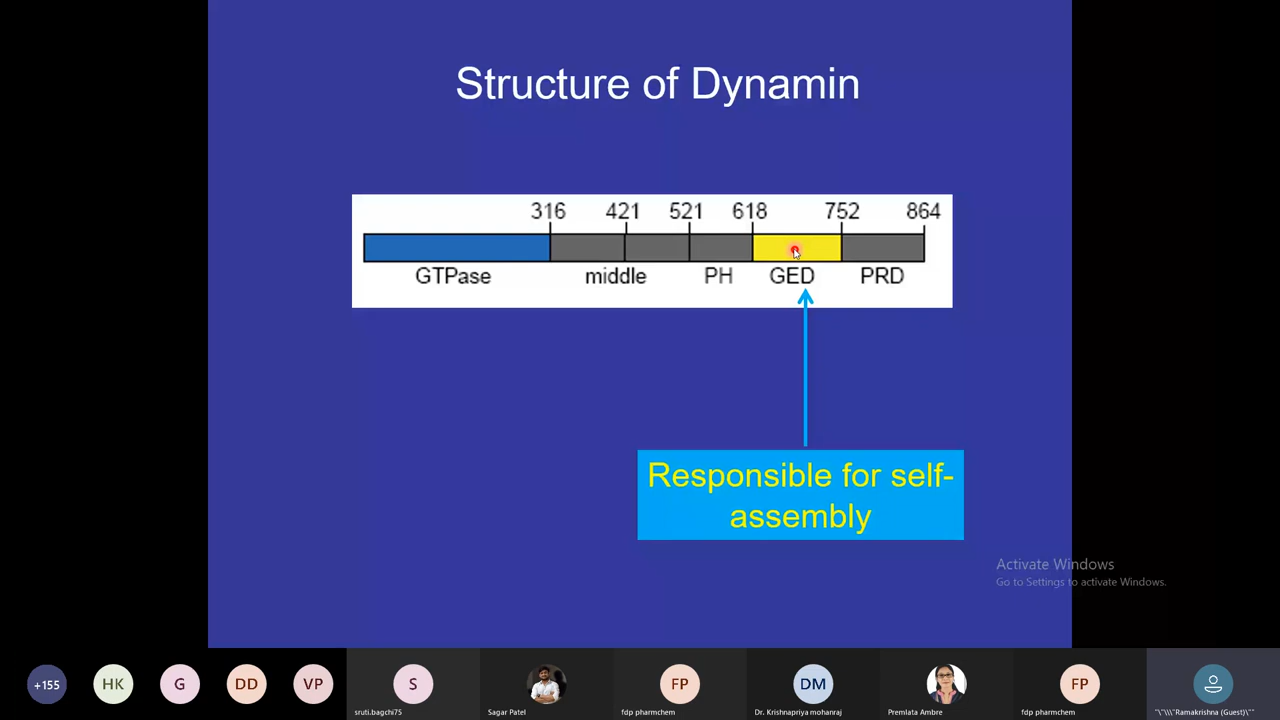 Structure of Dynamin
316 421 521 618 752 864
GTPase middle PH GED PRD
Responsible for self-
assembly
Activate Windows
Go to Settings to activate Windows.
+155 HK G DD VP S FP DM FP
sruti.bagchi75 Sagar Patel fdp pharmchem Dr. Krishnapriya mohanraj Premlata Ambre fdp pharmchem "\"\\\"Ramakrishna (Guest)\""